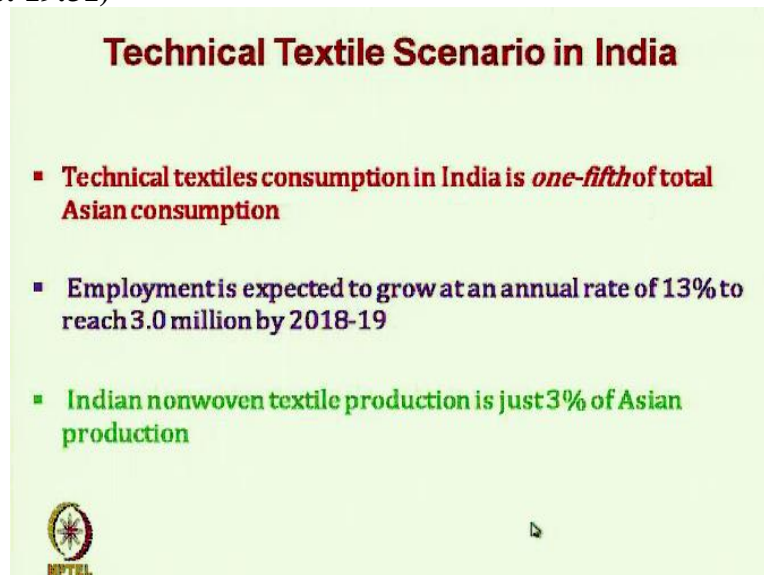 Technical Textile Scenario in India
▪ Technical textiles consumption in India is one-fifth of total
Asian consumption
▪ Employment is expected to grow at an annual rate of 13% to
reach 3.0 million by 2018-19
▪ Indian nonwoven textile production is just 3% of Asian
production
NPTEL